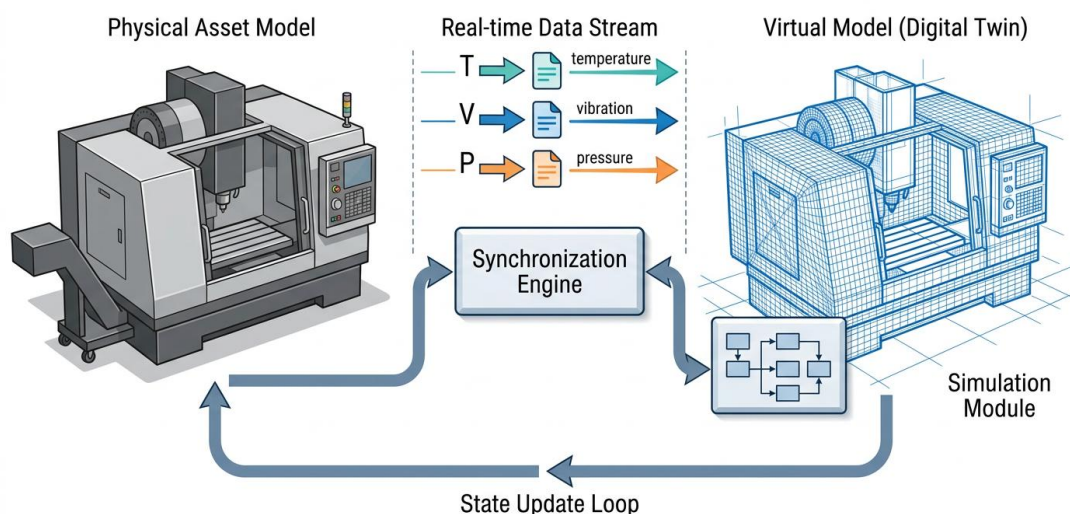 Physical Asset Model
Real-time Data Stream
Virtual Model (Digital Twin)
T
temperature
V
vibration
P
pressure
Synchronization
Engine
Simulation
Module
State Update Loop